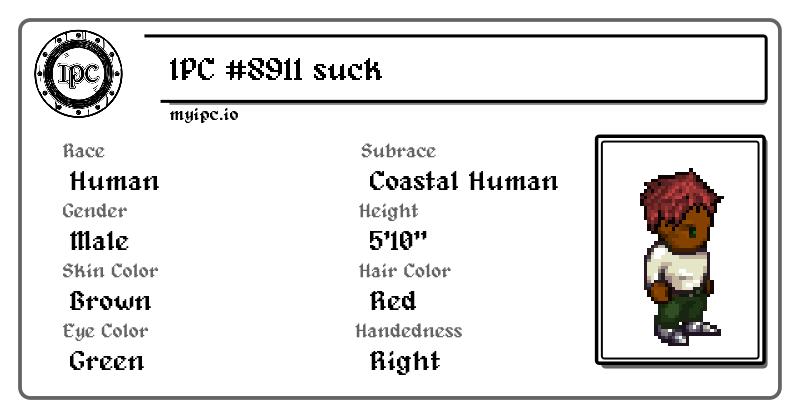 IPC
IPC #8911 suck
myipc.io
Race
Human
Subrace
Coastal Human
Gender
Male
Height
5'10"
Skin Color
Brown
Hair Color
Red
Eye Color
Green
Handedness
Right